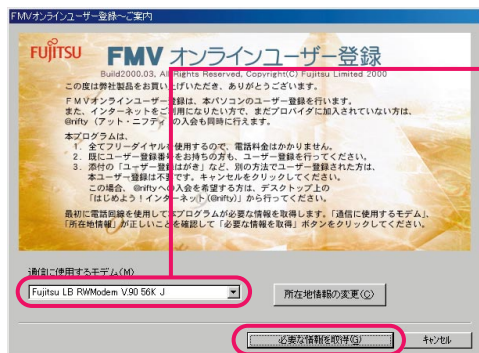 FMVオンラインユーザー登録～ご案内
FUJITSU
FMV オンラインユーザー登録
Build2000.03, All Rights Reserved, Copyright(C) Fujitsu Limited 2000
この度は弊社製品をお買い上げいただき、ありがとうございます。
FMVオンラインユーザー登録は、本パソコンのユーザー登録を行います。
また、インターネットをご利用になりたい方で、まだプロバイダに加入されていない方は、
@nifty（アット・ニフティ）の入会も同時に行えます。
本プログラムは、
1. 全てフリーダイヤルを使用するので、電話料金はかかりません。
2. 既にユーザー登録番号をお持ちの方も、ユーザー登録を行ってください。
3. 添付の「ユーザー登録はがき」など、別の方法でユーザー登録された方は、
本ユーザー登録は不要です。キャンセルをクリックしてください。
この場合、@niftyへの入会を希望する方は、デスクトップ上の
「はじめよう！インターネット(@nifty)」から行ってください。
最初に電話回線を使用して本プログラムが必要な情報を取得します。「通信に使用するモデム」、
「所在地情報」が正しいことを確認して「必要な情報を取得」ボタンをクリックしてください。
通信に使用するモデム(M)
Fujitsu LB RWModem V.90 56K J
所在地情報の変更(C)
必要な情報を取得(G)
キャンセル